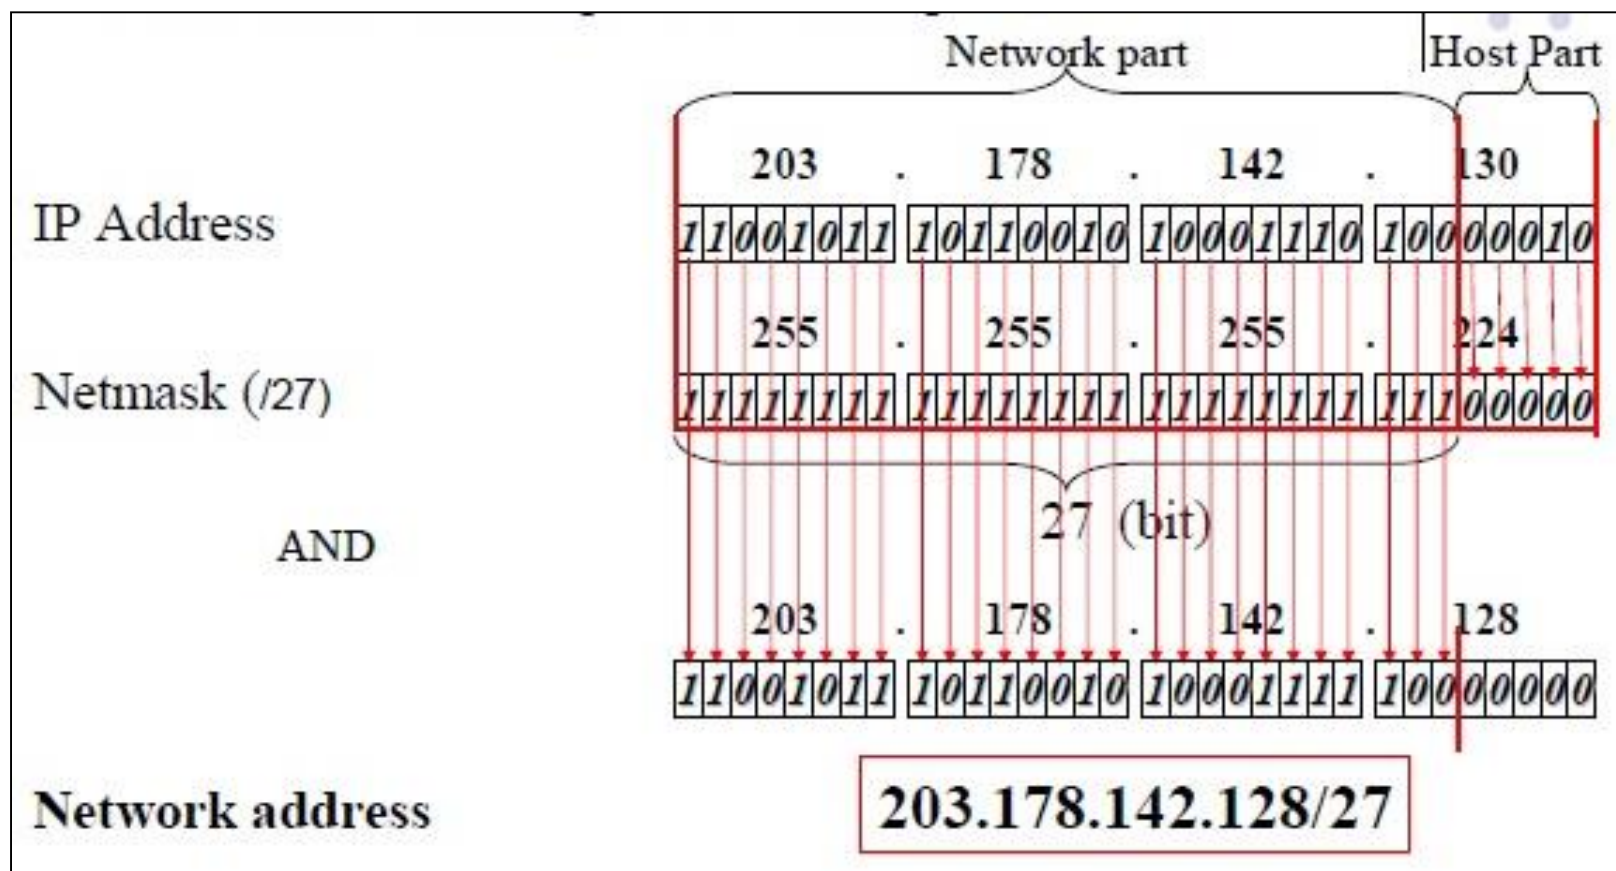 Network part
Host Part
203 . 178 . 142 . 130
IP Address
11001011 10110010 10001110 10000010
255 . 255 . 255 . 224
Netmask (/27)
11111111 11111111 11111111 11100000
27 (bit)
AND
203 . 178 . 142 . 128
11001011 10110010 10001111 10000000
Network address
203.178.142.128/27